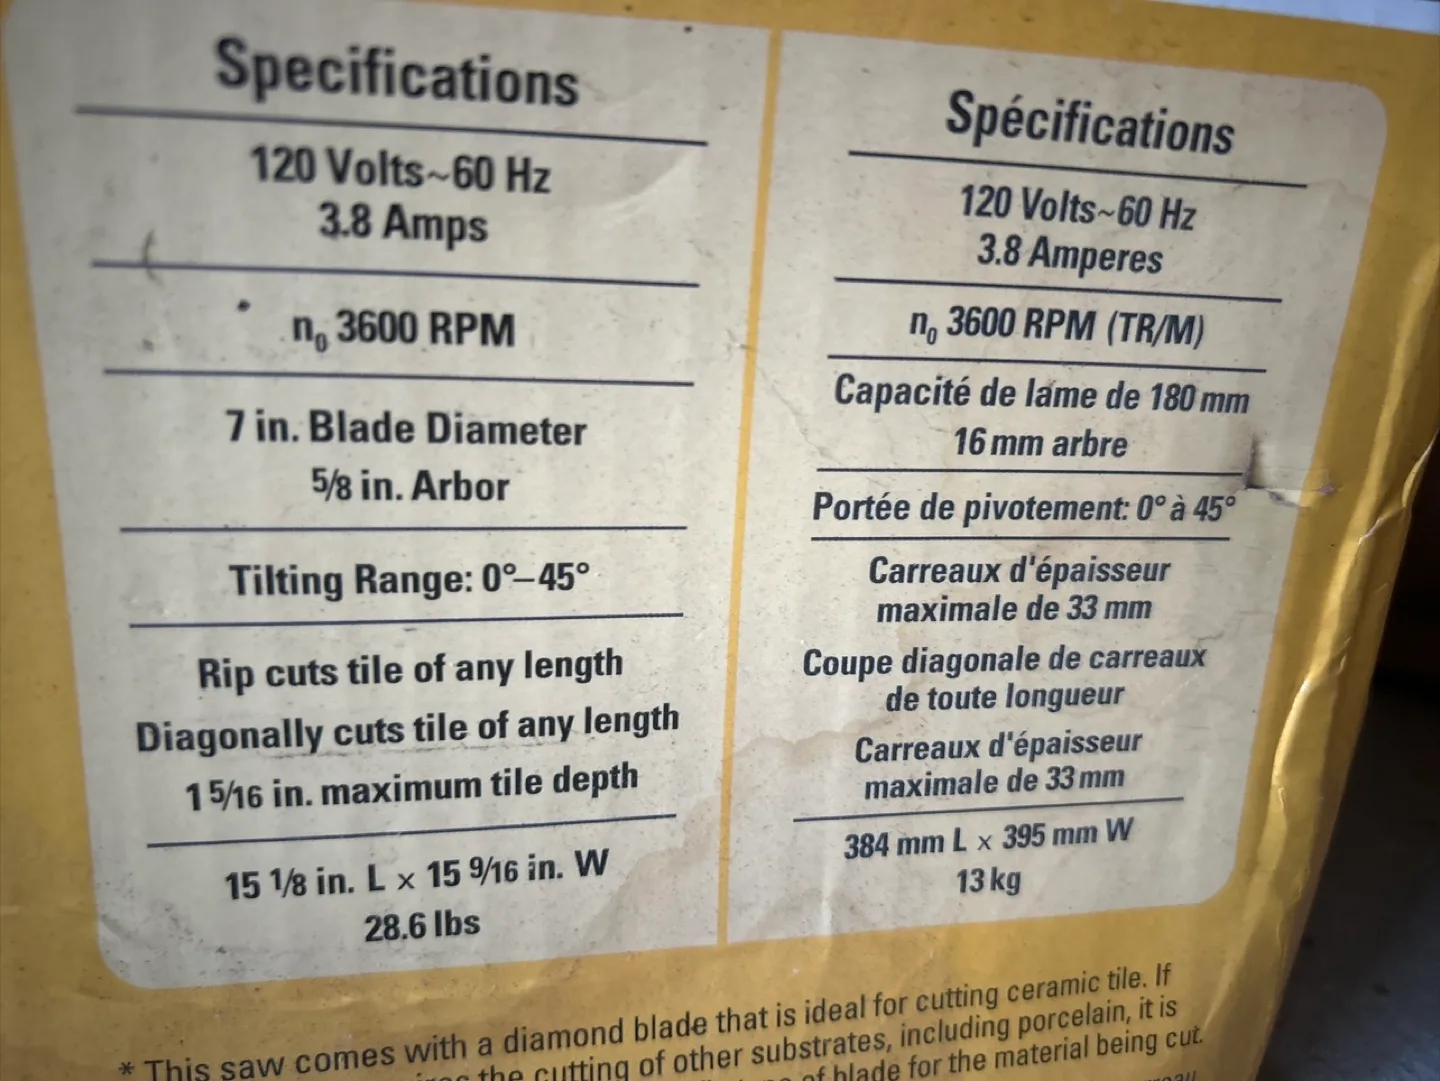 Specifications
120 Volts~60 Hz
3.8 Amps
n₀ 3600 RPM
7 in. Blade Diameter
5/8 in. Arbor
Tilting Range: 0°–45°
Rip cuts tile of any length
Diagonally cuts tile of any length
1 5/16 in. maximum tile depth
15 1/8 in. L x 15 9/16 in. W
28.6 lbs
Spécifications
120 Volts~60 Hz
3.8 Amperes
n₀ 3600 RPM (TR/M)
Capacité de lame de 180 mm
16 mm arbre
Portée de pivotement: 0° à 45°
Carreaux d'épaisseur
maximale de 33 mm
Coupe diagonale de carreaux
de toute longueur
Carreaux d'épaisseur
maximale de 33 mm
384 mm L x 395 mm W
13 kg
* This saw comes with a diamond blade that is ideal for cutting ceramic tile. If
the cutting of other substrates, including porcelain, it is
of blade for the material being cut.